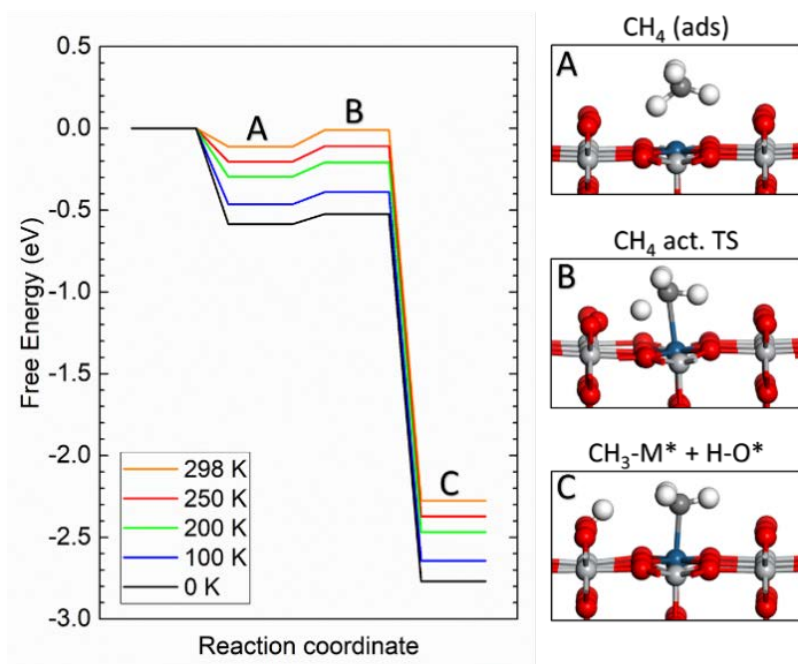 0.5
0.0
-0.5
-1.0
-1.5
-2.0
-2.5
-3.0
Free Energy (eV)
Reaction coordinate
A
B
C
298 K
250 K
200 K
100 K
0 K
CH₄ (ads)
A
CH₄ act. TS
B
CH₃-M* + H-O*
C